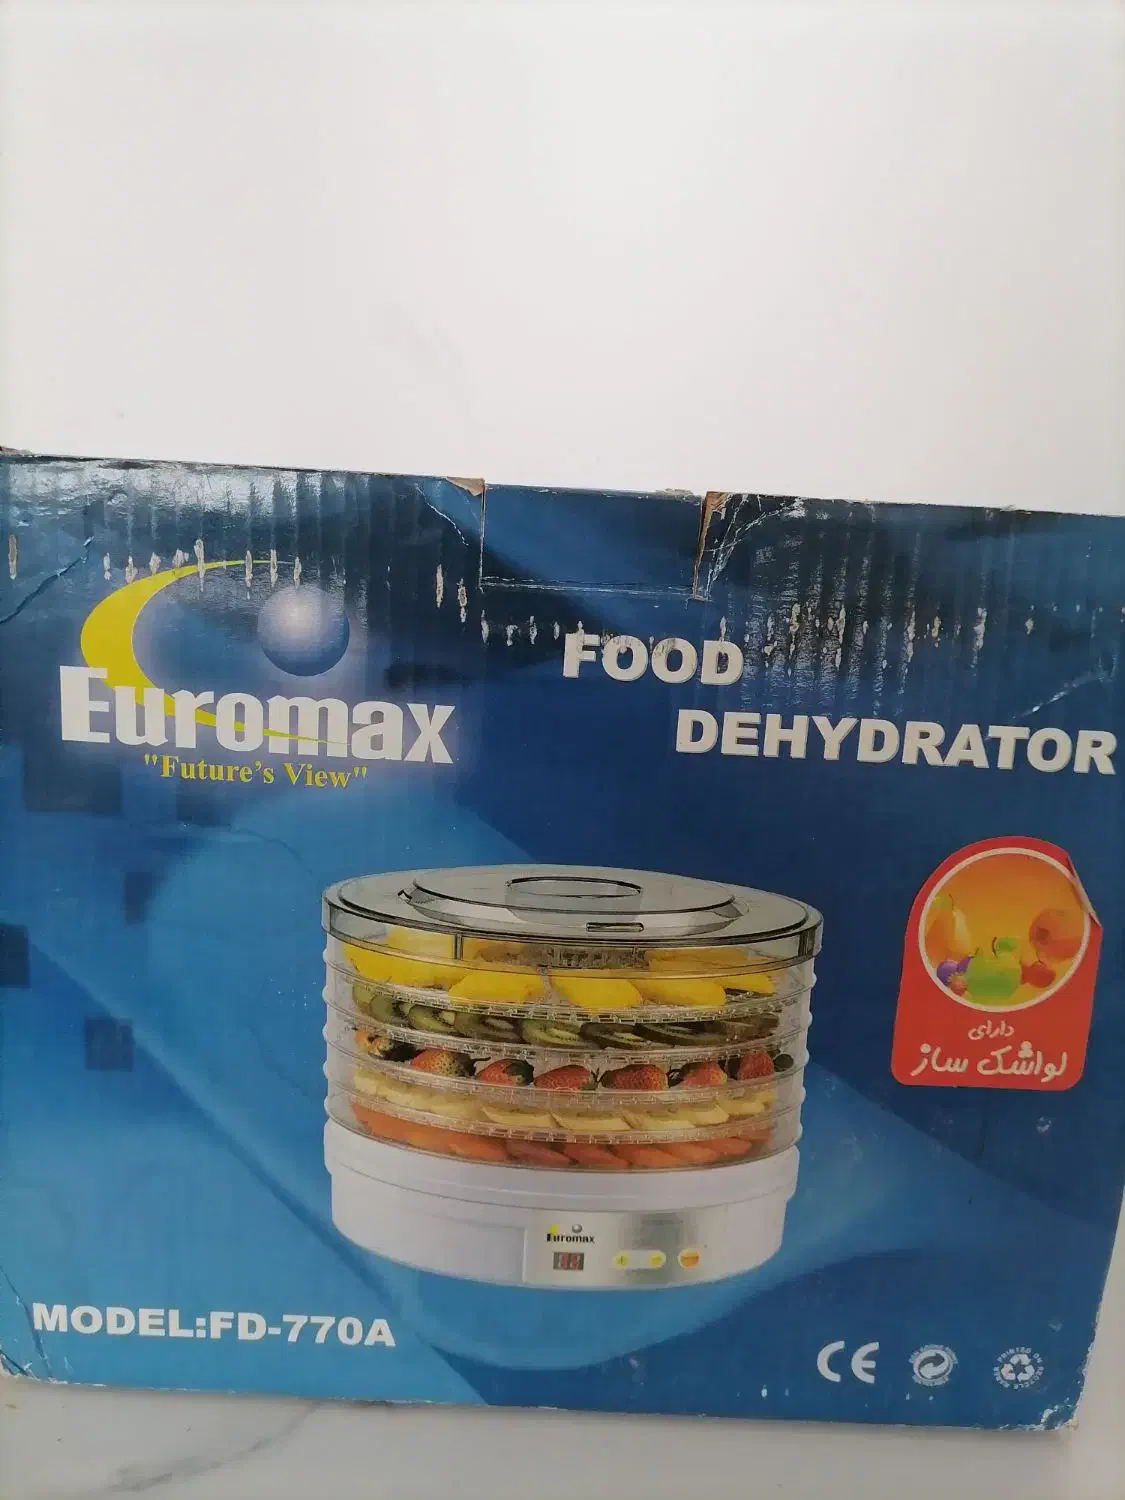 Euromax
"Future's View"
FOOD
DEHYDRATOR
دارای
لواشک ساز
Euromax
MODEL:FD-770A
CE